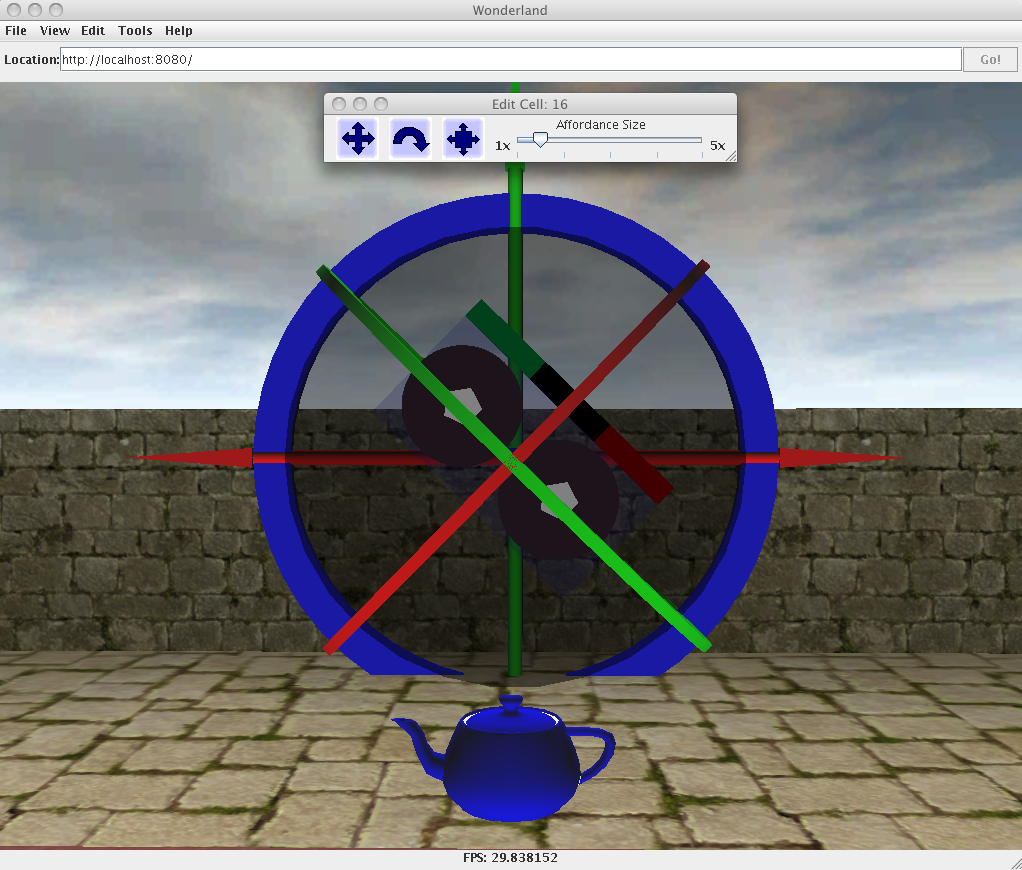 Wonderland
File View Edit Tools Help
Location: http://localhost:8080/ Go!
Edit Cell: 16
Affordance Size
1x 5x
FPS: 29.838152